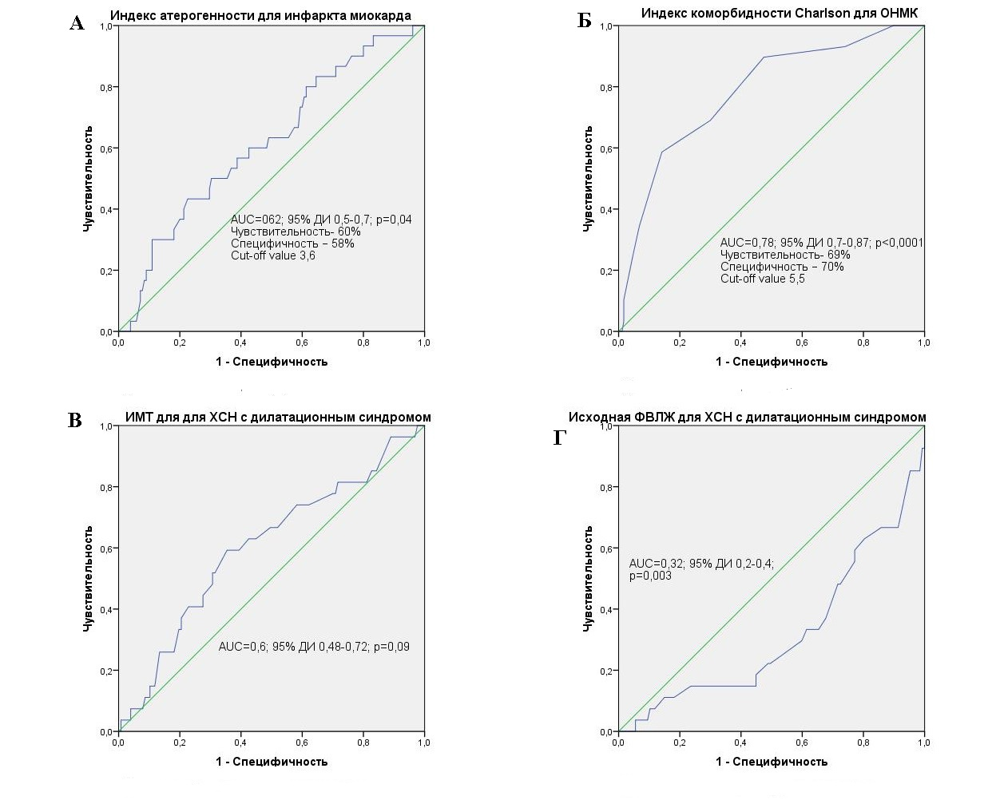 А
Индекс атерогенности для инфаркта миокарда
1,0
0,8
0,6
0,4
0,2
0,0
Чувствительность
AUC=062; 95% ДИ 0,5-0,7; p=0,04
Чувствительность- 60%
Специфичность – 58%
Cut-off value 3,6
0,0 0,2 0,4 0,6 0,8 1,0
1 - Специфичность
Б
Индекс коморбидности Charlson для ОНМК
1,0
0,8
0,6
0,4
0,2
0,0
Чувствительность
AUC=0,78; 95% ДИ 0,7-0,87; p<0,0001
Чувствительность- 69%
Специфичность – 70%
Cut-off value 5,5
0,0 0,2 0,4 0,6 0,8 1,0
1 - Специфичность
В
ИМТ для для ХСН с дилатационным синдромом
1,0
0,8
0,6
0,4
0,2
0,0
Чувствительность
AUC=0,6; 95% ДИ 0,48-0,72; p=0,09
0,0 0,2 0,4 0,6 0,8 1,0
1 - Специфичность
Г
Исходная ФВЛЖ для ХСН с дилатационным синдромом
1,0
0,8
0,6
0,4
0,2
0,0
Чувствительность
AUC=0,32; 95% ДИ 0,2-0,4;
p=0,003
0,0 0,2 0,4 0,6 0,8 1,0
1 - Специфичность